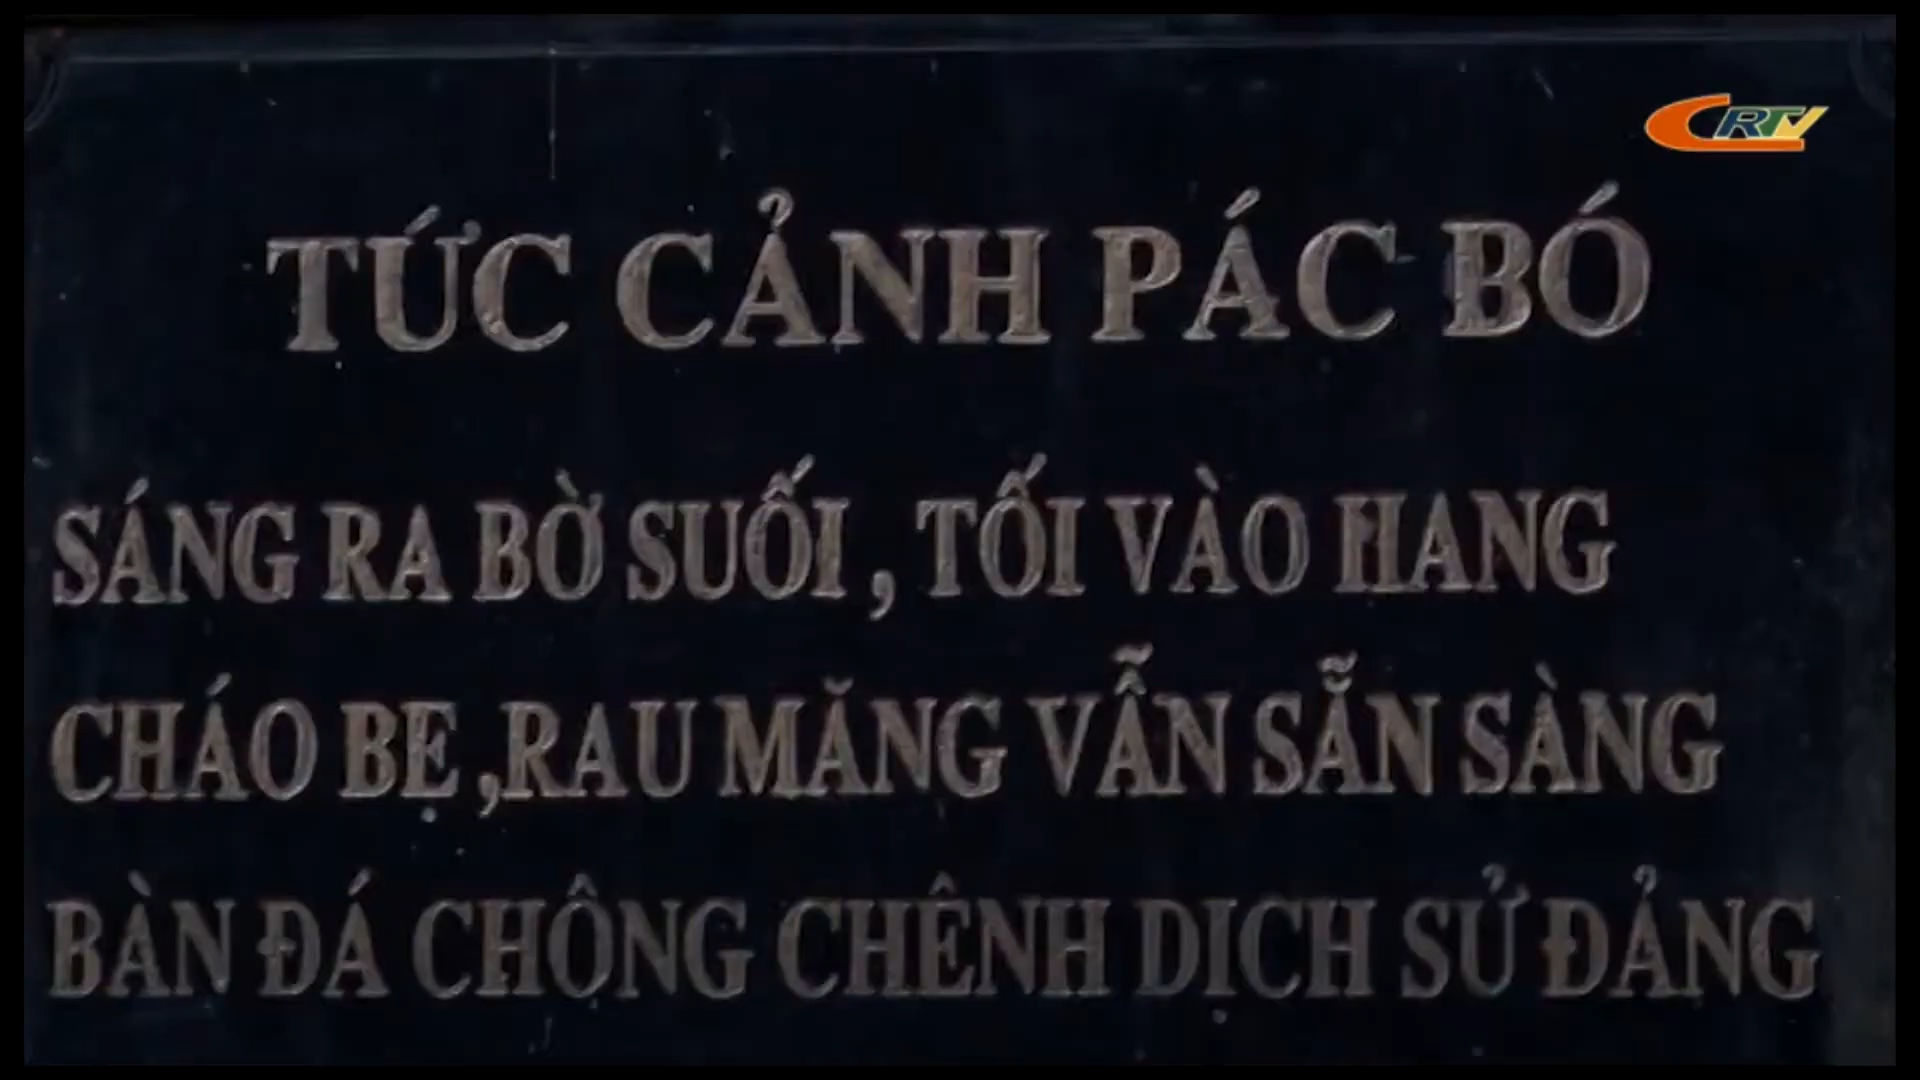 CRTV
TỨC CẢNH PÁC BÓ
SÁNG RA BỜ SUỐI , TỐI VÀO HANG
CHÁO BẸ ,RAU MĂNG VẪN SẴN SÀNG
BÀN ĐÁ CHÔNG CHÊNH DỊCH SỬ ĐẢNG